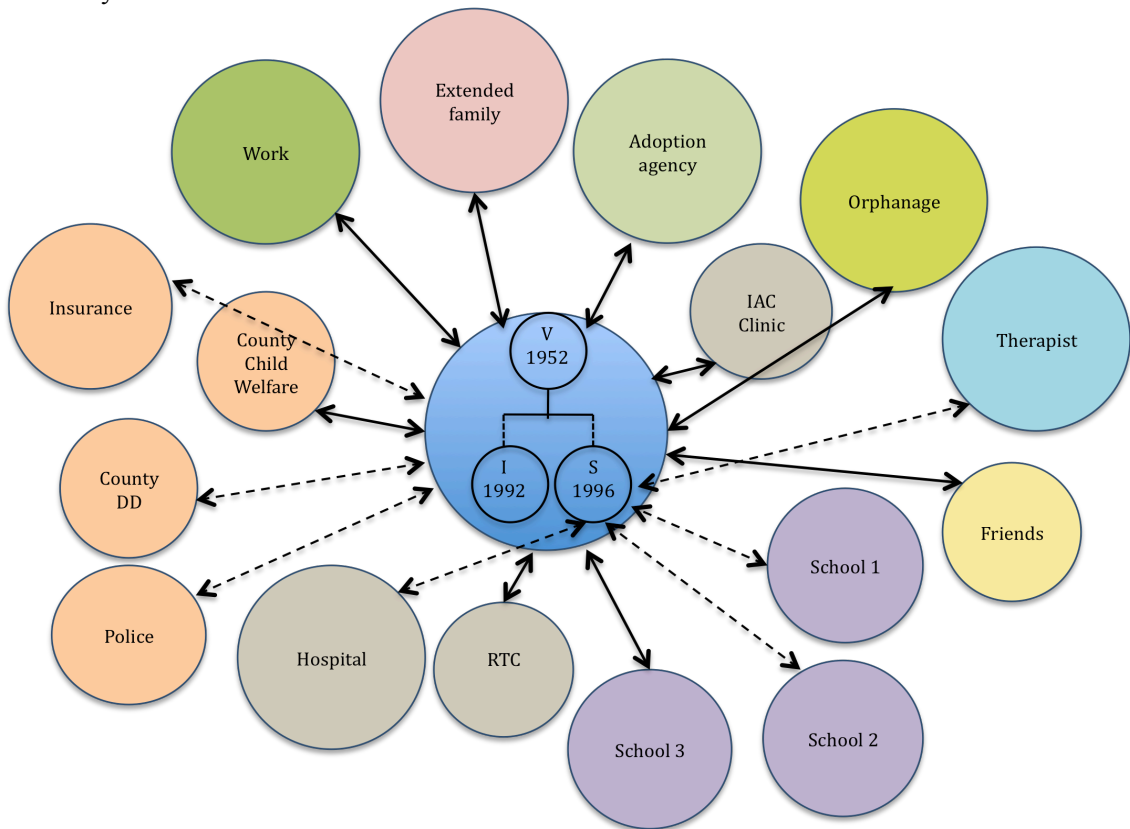 Extended
family
Work
Adoption
agency
Orphanage
Insurance
IAC
Clinic
County
Child
Welfare
V
1952
Therapist
County
DD
I
1992
S
1996
Friends
School 1
Police
Hospital
RTC
School 3
School 2